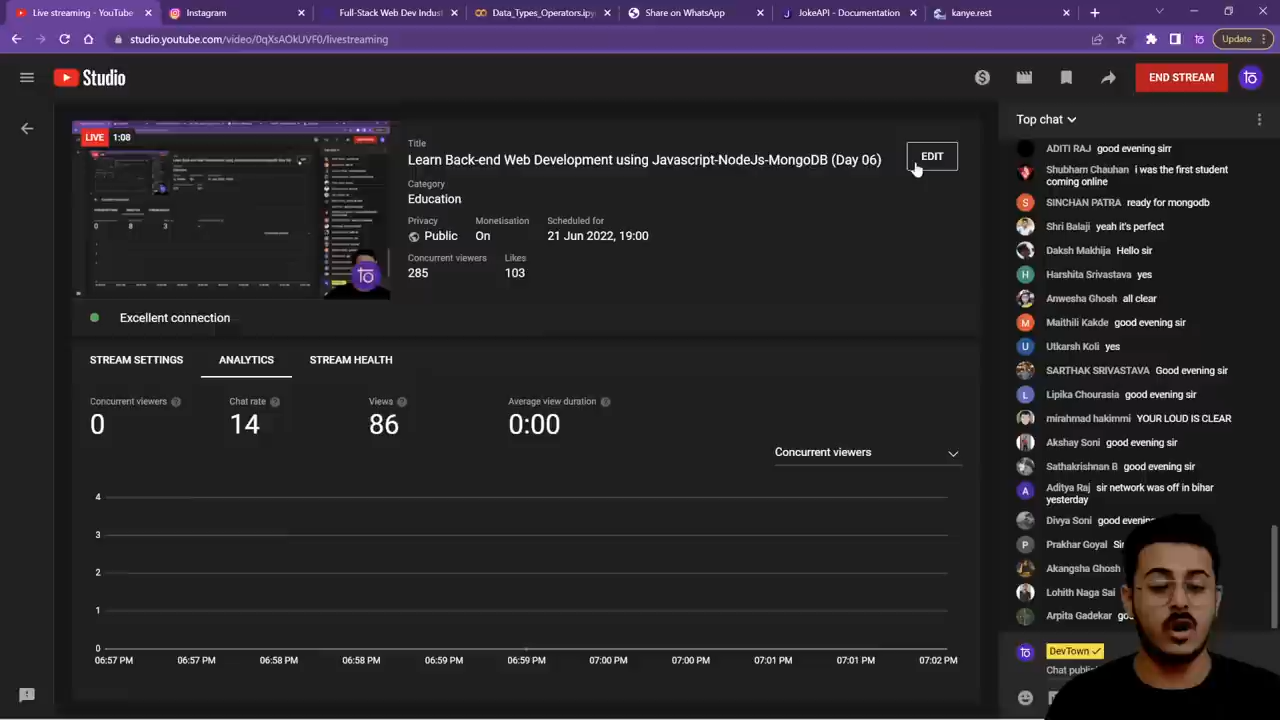 Live streaming - YouTube
Instagram
Full-Stack Web Dev Indust
Data_Types_Operators.ipy
Share on WhatsApp
JokeAPI - Documentation
kanye.rest
studio.youtube.com/video/0qXsAOkUVF0/livestreaming
Update
Studio
END STREAM
Top chat
LIVE 1:08
Title
Learn Back-end Web Development using Javascript-NodeJs-MongoDB (Day 06)
EDIT
Category
Education
Privacy Monetisation Scheduled for
Public On 21 Jun 2022, 19:00
Concurrent viewers Likes
285 103
Excellent connection
STREAM SETTINGS ANALYTICS STREAM HEALTH
Concurrent viewers Chat rate Views Average view duration
0 14 86 0:00
Concurrent viewers
4
3
2
1
0
06:57 PM 06:57 PM 06:58 PM 06:58 PM 06:59 PM 06:59 PM 07:00 PM 07:00 PM 07:01 PM 07:01 PM 07:02 PM
ADITI RAJ good evening sirr
Shubham Chauhan i was the first student
coming online
SINCHAN PATRA ready for mongodb
Shri Balaji yeah it's perfect
Daksh Makhija Hello sir
Harshita Srivastava yes
Anwesha Ghosh all clear
Maithili Kakde good evening sir
Utkarsh Koli yes
SARTHAK SRIVASTAVA Good evening sir
Lipika Chourasia good evening sir
mirahmad hakimmi YOUR LOUD IS CLEAR
Akshay Soni good evening sir
Sathakrishnan B good evening sir
Aditya Raj sir network was off in bihar
yesterday
Divya Soni good evening
Prakhar Goyal
Akangsha Ghosh
Lohith Naga Sai
Arpita Gadekar
DevTown
Chat